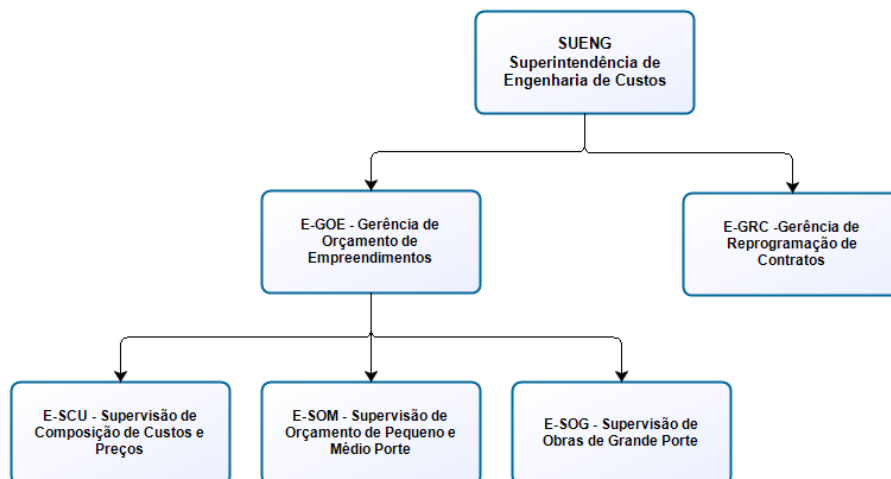 SUENG
Superintendência de
Engenharia de Custos
E-GOE - Gerência de
Orçamento de
Empreendimentos
E-GRC -Gerência de
Reprogramação de
Contratos
E-SCU - Supervisão de
Composição de Custos e
Preços
E-SOM - Supervisão de
Orçamento de Pequeno e
Médio Porte
E-SOG - Supervisão de
Obras de Grande Porte